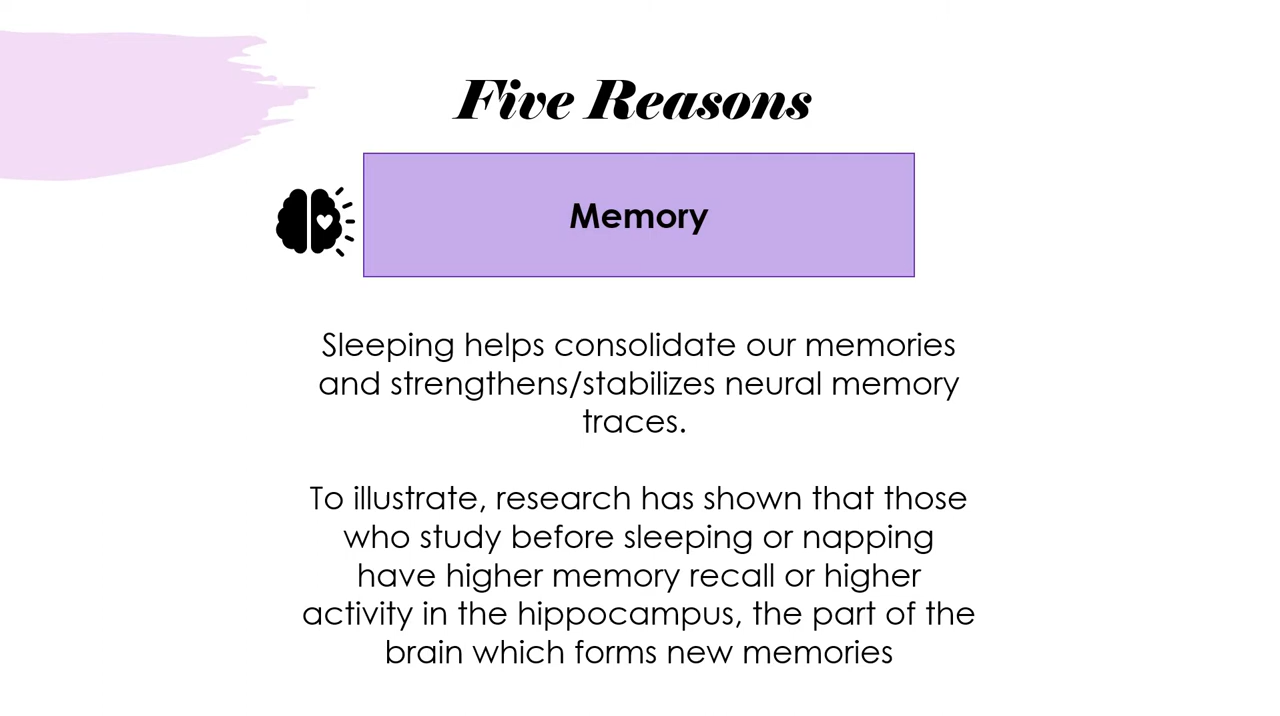 Five Reasons
Memory
Sleeping helps consolidate our memories
and strengthens/stabilizes neural memory
traces.
To illustrate, research has shown that those
who study before sleeping or napping
have higher memory recall or higher
activity in the hippocampus, the part of the
brain which forms new memories